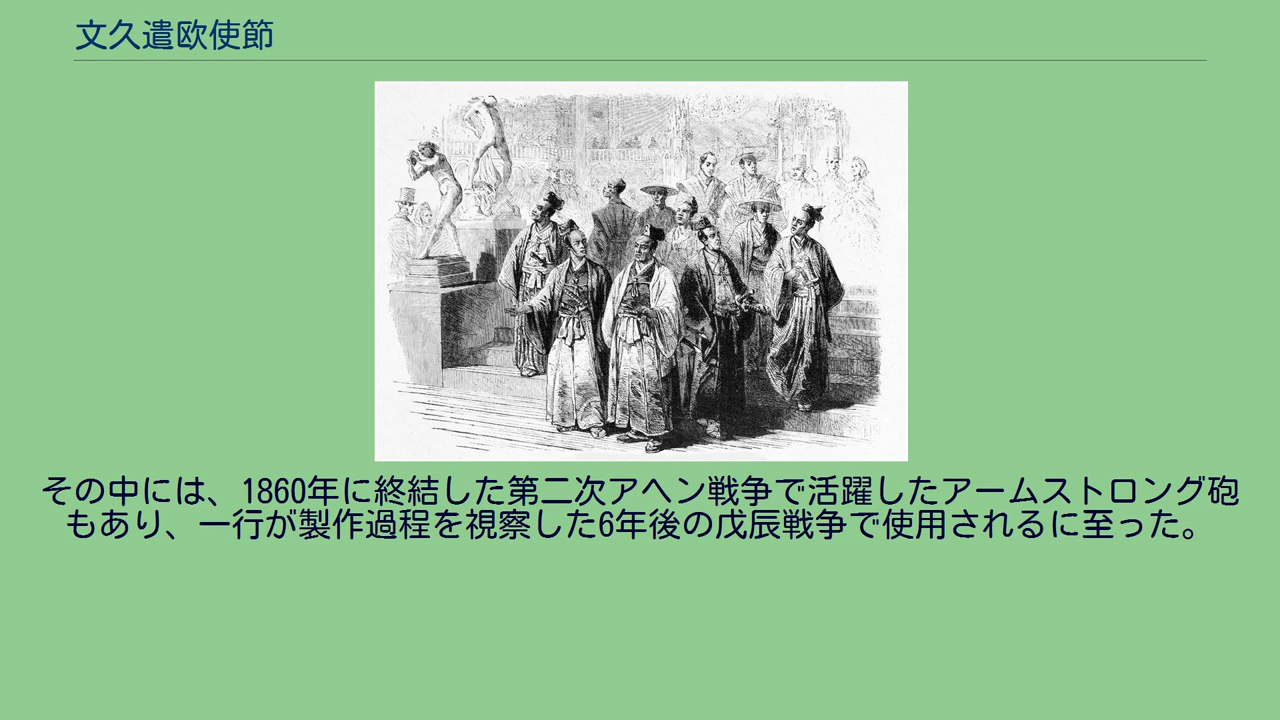 文久遣欧使節
その中には、1860年に終結した第二次アヘン戦争で活躍したアームストロング砲
もあり、一行が製作過程を視察した6年後の戊辰戦争で使用されるに至った。